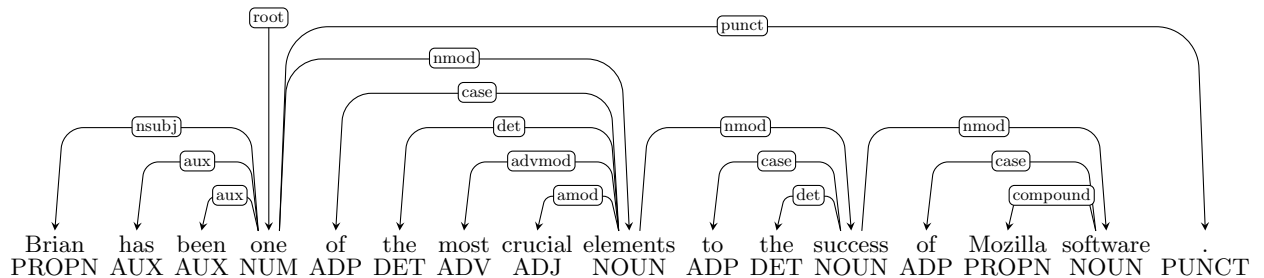 root
punct
nmod
case
nsubj det nmod nmod
aux advmod case case
aux amod det compound
Brian has been one of the most crucial elements to the success of Mozilla software .
PROPN AUX AUX NUM ADP DET ADV ADJ NOUN ADP DET NOUN ADP PROPN NOUN PUNCT